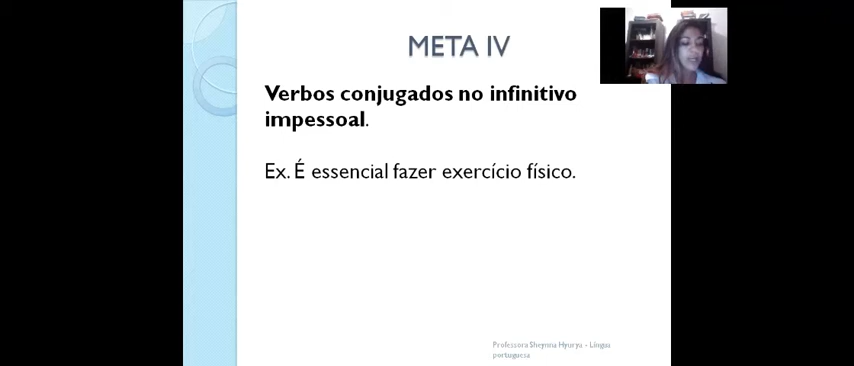 META IV
Verbos conjugados no infinitivo
impessoal.
Ex. É essencial fazer exercício físico.
Professora Sheynna Hyurya - Língua
portuguesa